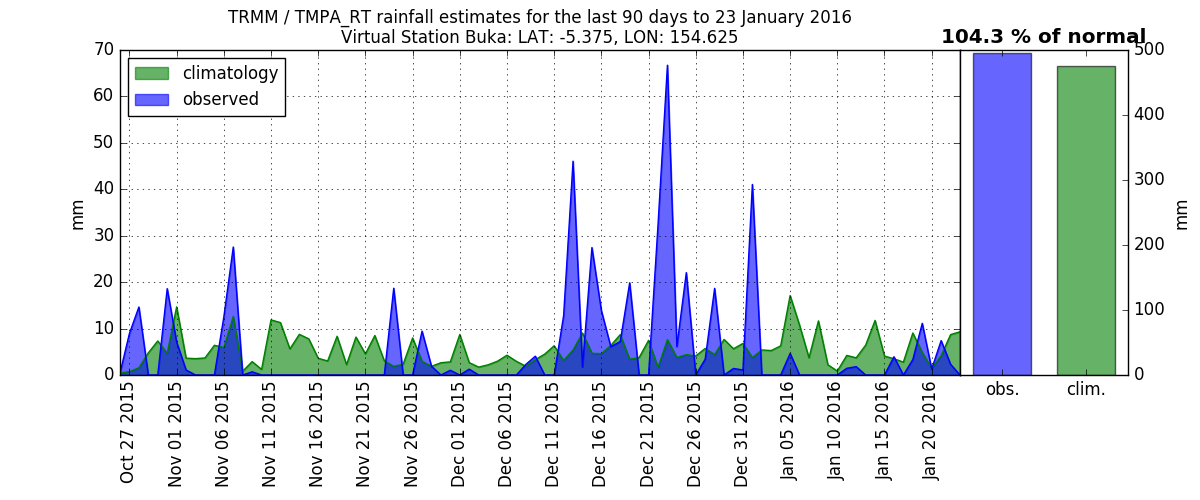 TRMM / TMPA_RT rainfall estimates for the last 90 days to 23 January 2016
Virtual Station Buka: LAT: -5.375, LON: 154.625
104.3 % of normal
climatology
observed
70
60
50
40
30
20
10
0
mm
Oct 27 2015
Nov 01 2015
Nov 06 2015
Nov 11 2015
Nov 16 2015
Nov 21 2015
Nov 26 2015
Dec 01 2015
Dec 06 2015
Dec 11 2015
Dec 16 2015
Dec 21 2015
Dec 26 2015
Dec 31 2015
Jan 05 2016
Jan 10 2016
Jan 15 2016
Jan 20 2016
obs.
clim.
500
400
300
200
100
0
mm